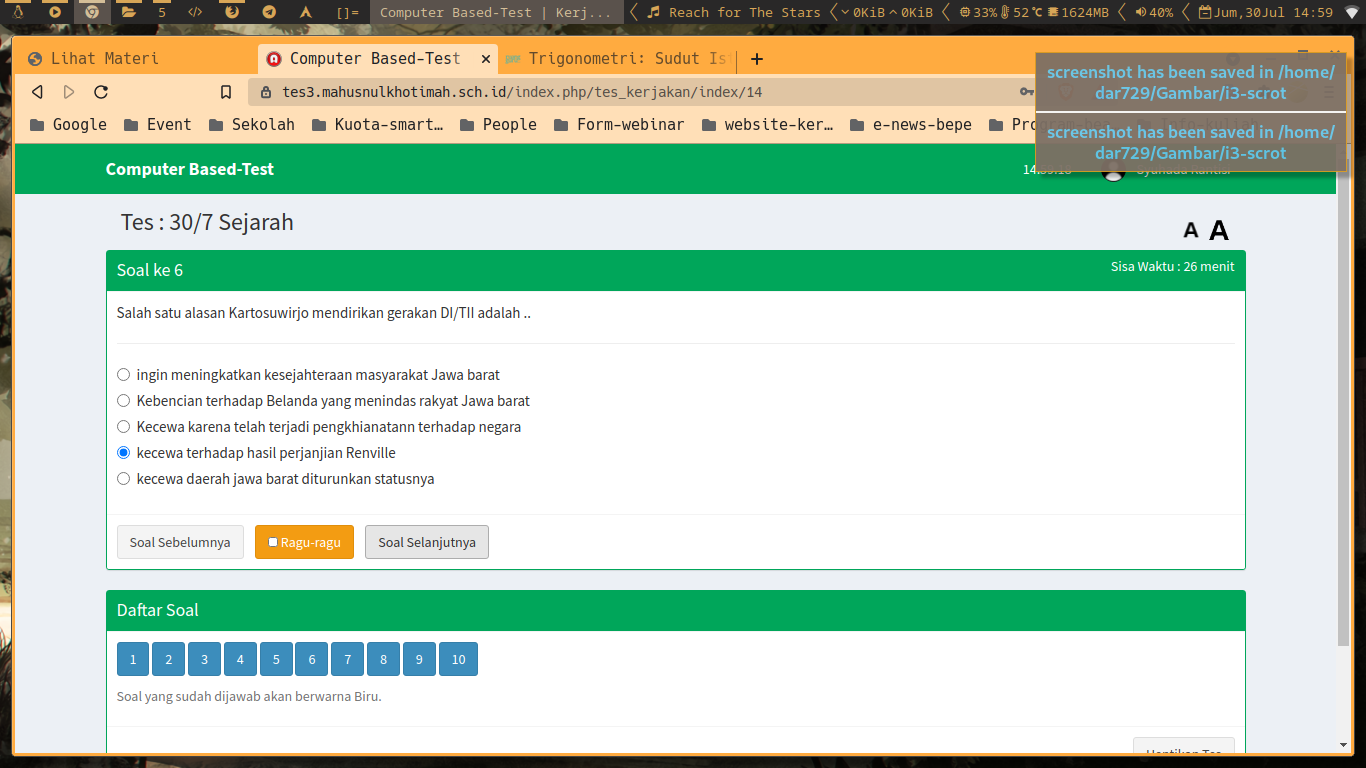 5 </> []= Computer Based-Test | Kerj... Reach for The Stars 0KiB 0KiB 33% 52℃ 1624MB 40% Jum,30Jul 14:59
Lihat Materi Computer Based-Test × Trigonometri: Sudut Is +
tes3.mahusnulkhotimah.sch.id/index.php/tes_kerjakan/index/14
Google Event Sekolah Kuota-smart… People Form-webinar website-ker… e-news-bepe
screenshot has been saved in /home/
dar729/Gambar/i3-scrot
screenshot has been saved in /home/
dar729/Gambar/i3-scrot
Computer Based-Test
Tes : 30/7 Sejarah
A A
Soal ke 6
Sisa Waktu : 26 menit
Salah satu alasan Kartosuwirjo mendirikan gerakan DI/TII adalah ..
ingin meningkatkan kesejahteraan masyarakat Jawa barat
Kebencian terhadap Belanda yang menindas rakyat Jawa barat
Kecewa karena telah terjadi pengkhianatann terhadap negara
kecewa terhadap hasil perjanjian Renville
kecewa daerah jawa barat diturunkan statusnya
Soal Sebelumnya Ragu-ragu Soal Selanjutnya
Daftar Soal
1 2 3 4 5 6 7 8 9 10
Soal yang sudah dijawab akan berwarna Biru.